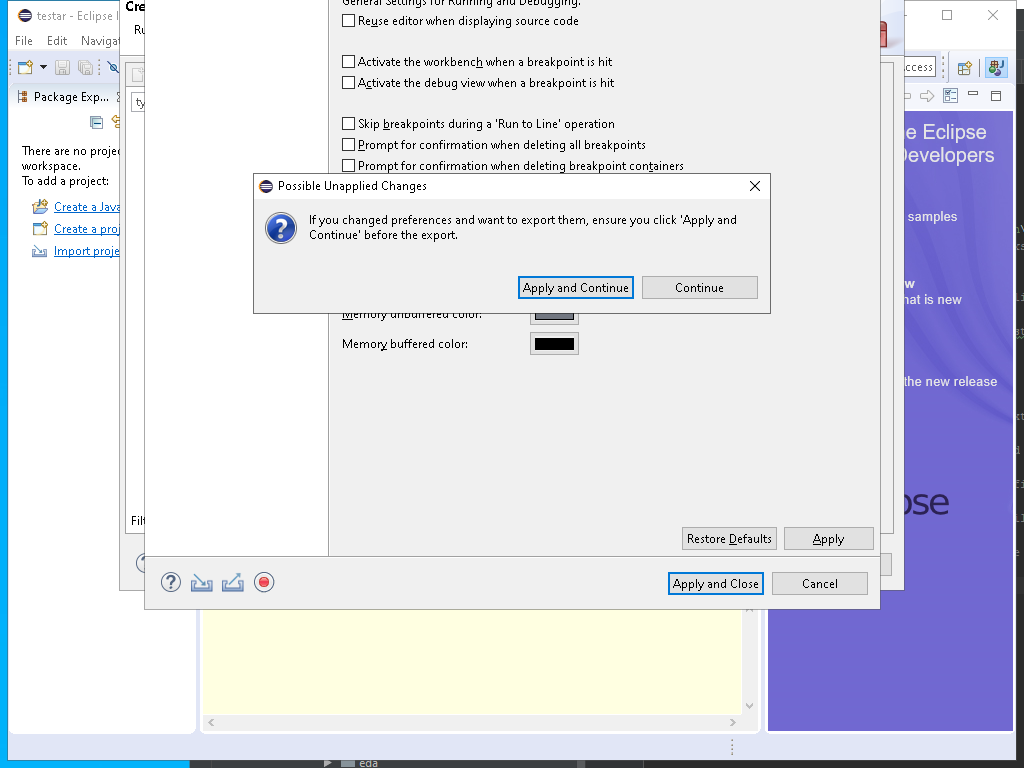 testar - Eclipse I
Cre
General Settings for Running and Debugging.
File Edit Naviga
Ru
Reuse editor when displaying source code
Activate the workbench when a breakpoint is hit
ccess
Activate the debug view when a breakpoint is hit
Package Exp...
ty
Skip breakpoints during a 'Run to Line' operation
e Eclipse
Prompt for confirmation when deleting all breakpoints
Developers
There are no proje
workspace.
Prompt for confirmation when deleting breakpoint containers
To add a project:
Possible Unapplied Changes
Create a Java
Create a proj
Import proje
If you changed preferences and want to export them, ensure you click 'Apply and
Continue' before the export.
samples
w
hat is new
Apply and Continue Continue
Memory unbuffered color:
Memory buffered color:
the new release
pse
Filt
Restore Defaults Apply
Apply and Close Cancel
eda